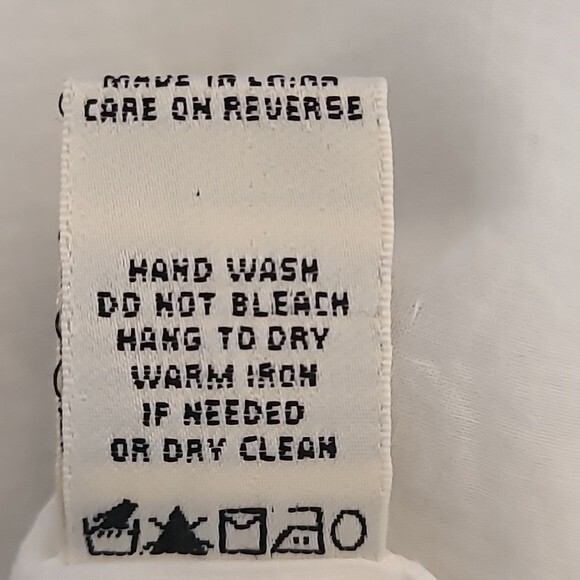 CARE ON REVERSE
HAND WASH
DO NOT BLEACH
HANG TO DRY
WARM IRON
IF NEEDED
OR DRY CLEAN